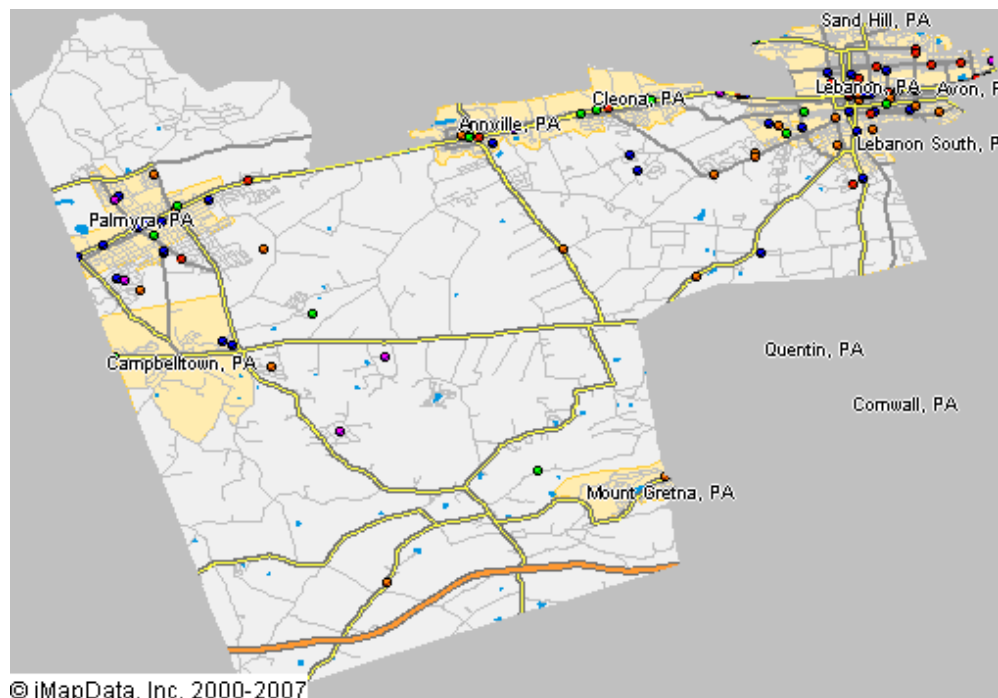 Sand Hill, PA
Lebanon, PA
Avon, P
Cleona, PA
Annville, PA
Lebanon South, P
Palmyra, PA
Quentin, PA
Campbelltown, PA
Cornwall, PA
Mount Gretna, PA
© iMapData, Inc. 2000-2007